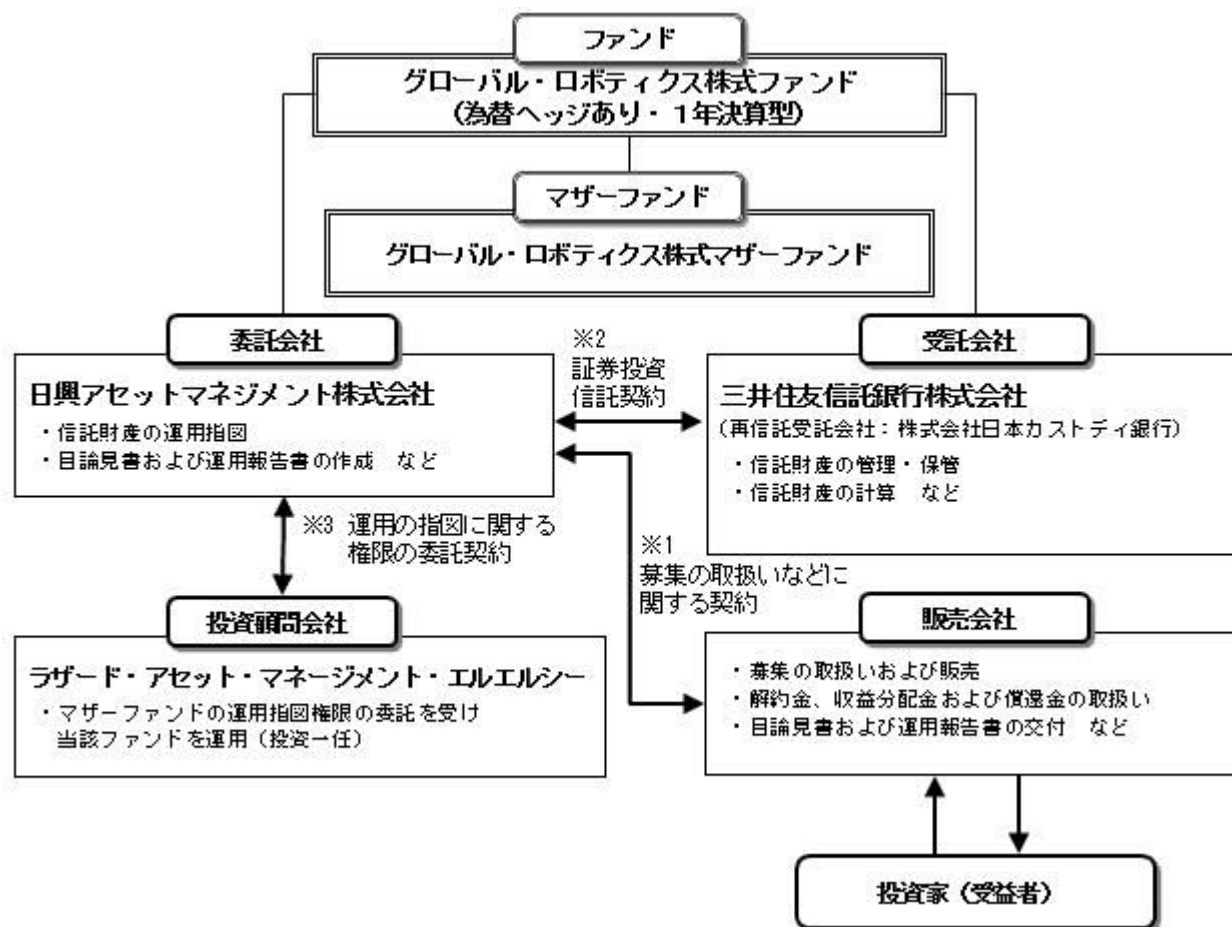 ファンド
グローバル・ロボティクス株式ファンド
(為替ヘッジあり・1年決算型)
マザーファンド
グローバル・ロボティクス株式マザーファンド
委託会社
日興アセットマネジメント株式会社
・信託財産の運用指図
・目論見書および運用報告書の作成 など
※2
証券投資
信託契約
受託会社
三井住友信託銀行株式会社
(再信託受託会社:株式会社日本カストディ銀行)
・信託財産の管理・保管
・信託財産の計算 など
※3 運用の指図に関する
権限の委託契約
※1
募集の取扱いなどに
関する契約
投資顧問会社
ラザード・アセット・マネージメント・エルエルシー
・マザーファンドの運用指図権限の委託を受け
当該ファンドを運用(投資一任)
販売会社
・募集の取扱いおよび販売
・解約金、収益分配金および償還金の取扱い
・目論見書および運用報告書の交付 など
投資家(受益者)